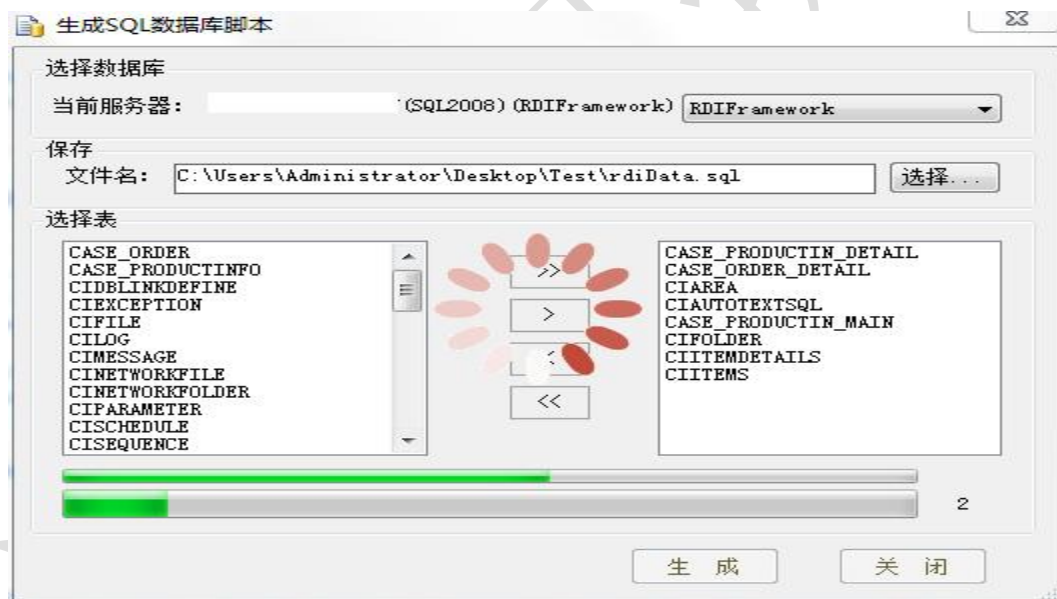 生成SQL数据库脚本
选择数据库
当前服务器: (SQL2008)(RDIFramework) RDIFramework
保存
文件名: C:\Users\Administrator\Desktop\Test\rdiData.sql 选择...
选择表
CASE_ORDER
CASE_PRODUCTINFO
CIDBLINKDEFINE
CIEXCEPTION
CIFILE
CILOG
CIMESSAGE
CINETWORKFILE
CINETWORKFOLDER
CIPARAMETER
CISCHEDULE
CISEQUENCE
>>
>
<
<<
CASE_PRODUCTIN_DETAIL
CASE_ORDER_DETAIL
CIAREA
CIAUTOTEXTSQL
CASE_PRODUCTIN_MAIN
CIFOLDER
CIITEMDETAILS
CIITEMS
2
生 成 关 闭